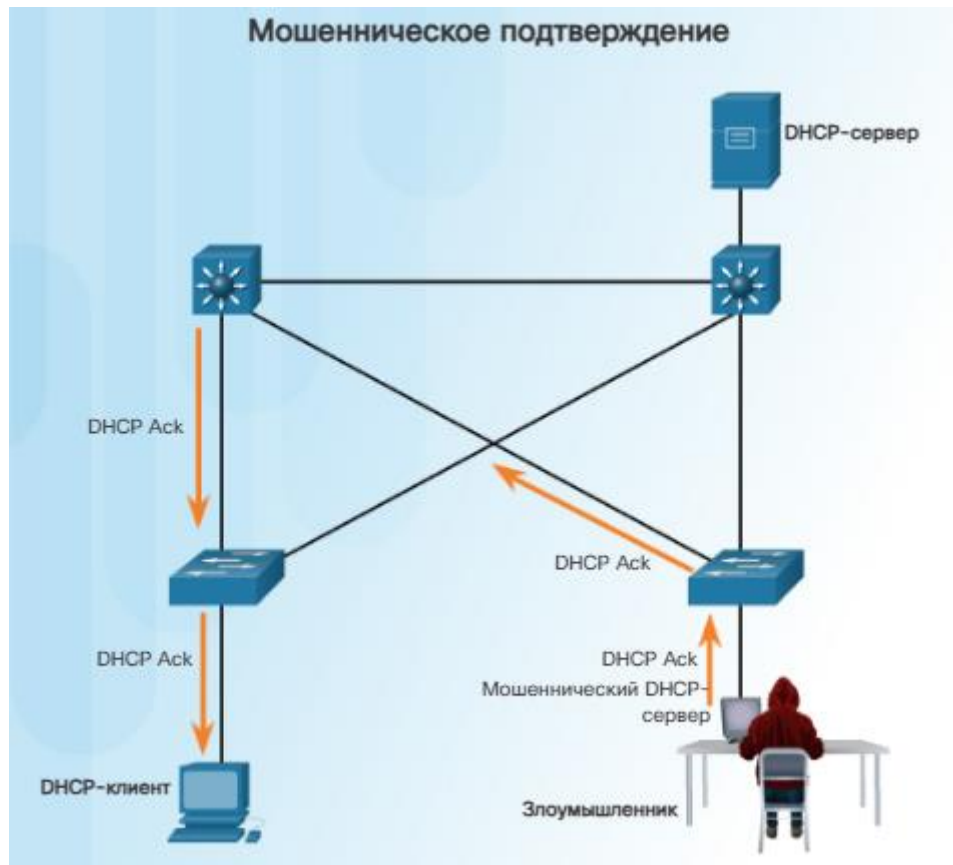 Мошенническое подтверждение
DHCP-сервер
DHCP Ack
DHCP Ack
DHCP Ack
DHCP Ack
Мошеннический DHCP-
сервер
DHCP-клиент
Злоумышленник